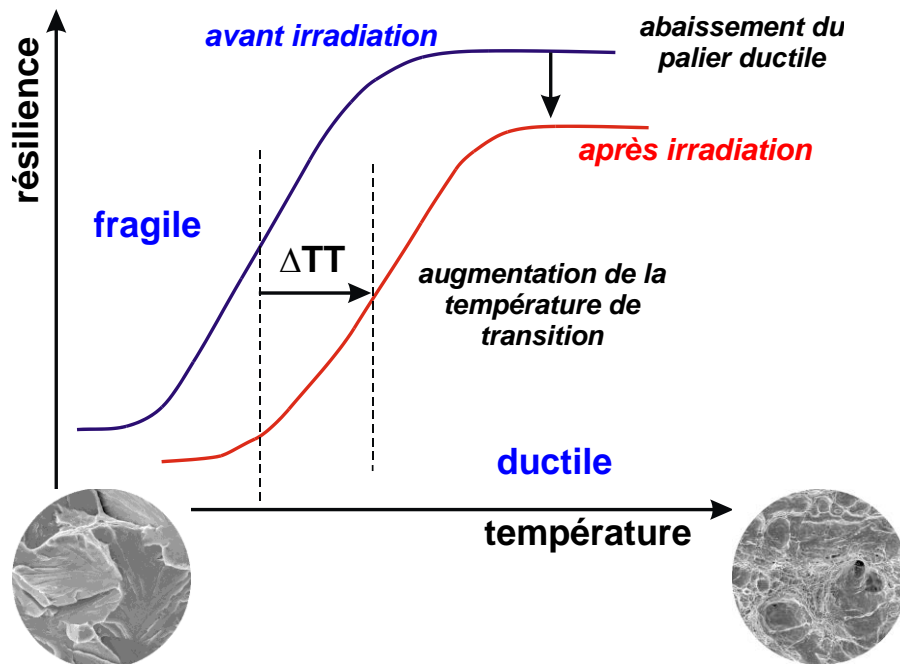 résilience
avant irradiation
abaissement du
palier ductile
après irradiation
fragile
ΔTT
augmentation de la
température de
transition
ductile
température